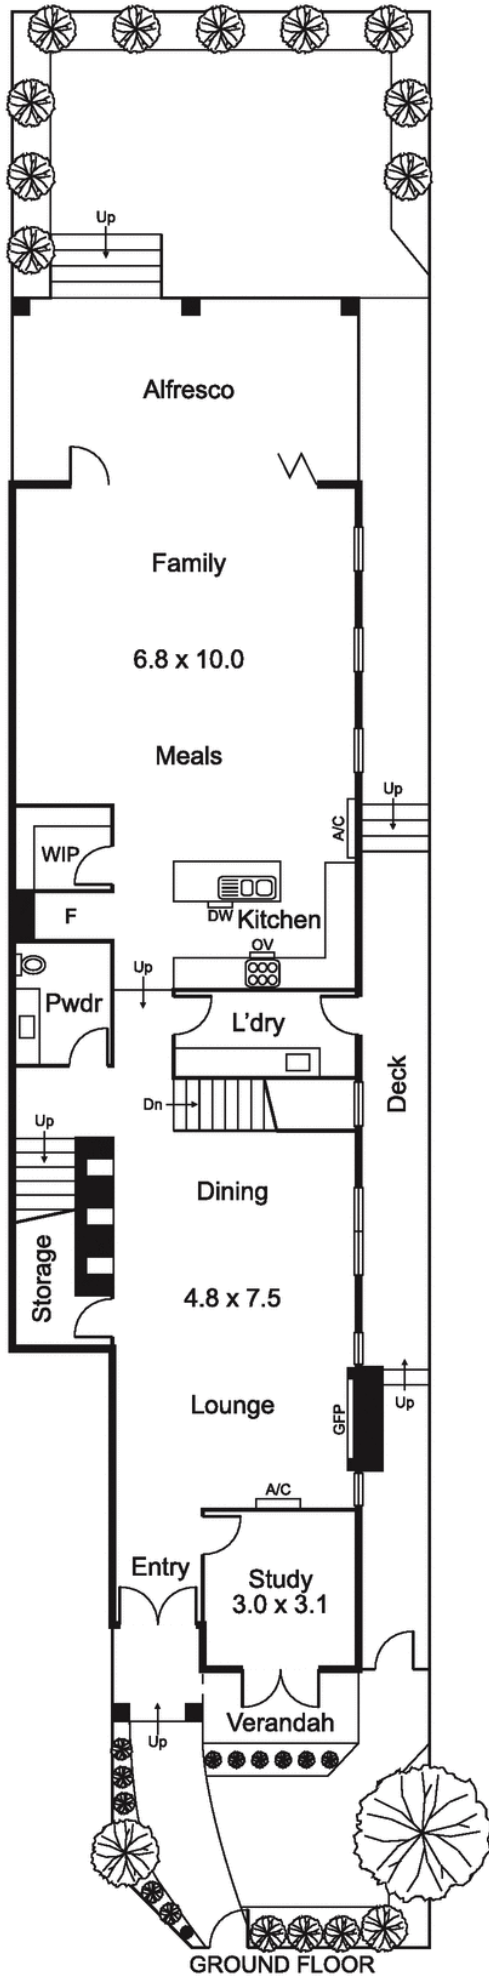 Up
Alfresco
Family
6.8 x 10.0
Meals
Up
A/C
WIP
F
DW
Kitchen
OV
Up
Pwdr
L'dry
Deck
Dn
Up
Dining
Storage
4.8 x 7.5
Lounge
GFP
Up
A/C
Entry
Study
3.0 x 3.1
Verandah
Up
GROUND FLOOR